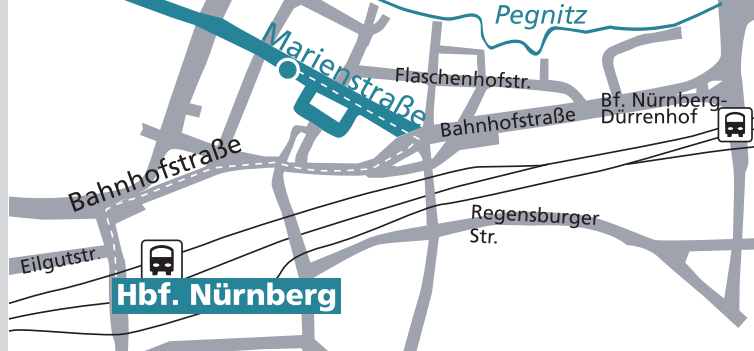 Pegnitz
Marienstraße
Flaschenhofstr.
Bf. Nürnberg-
Dürrenhof
Bahnhofstraße
Bahnhofstraße
Regensburger
Str.
Eilgutstr.
Hbf. Nürnberg